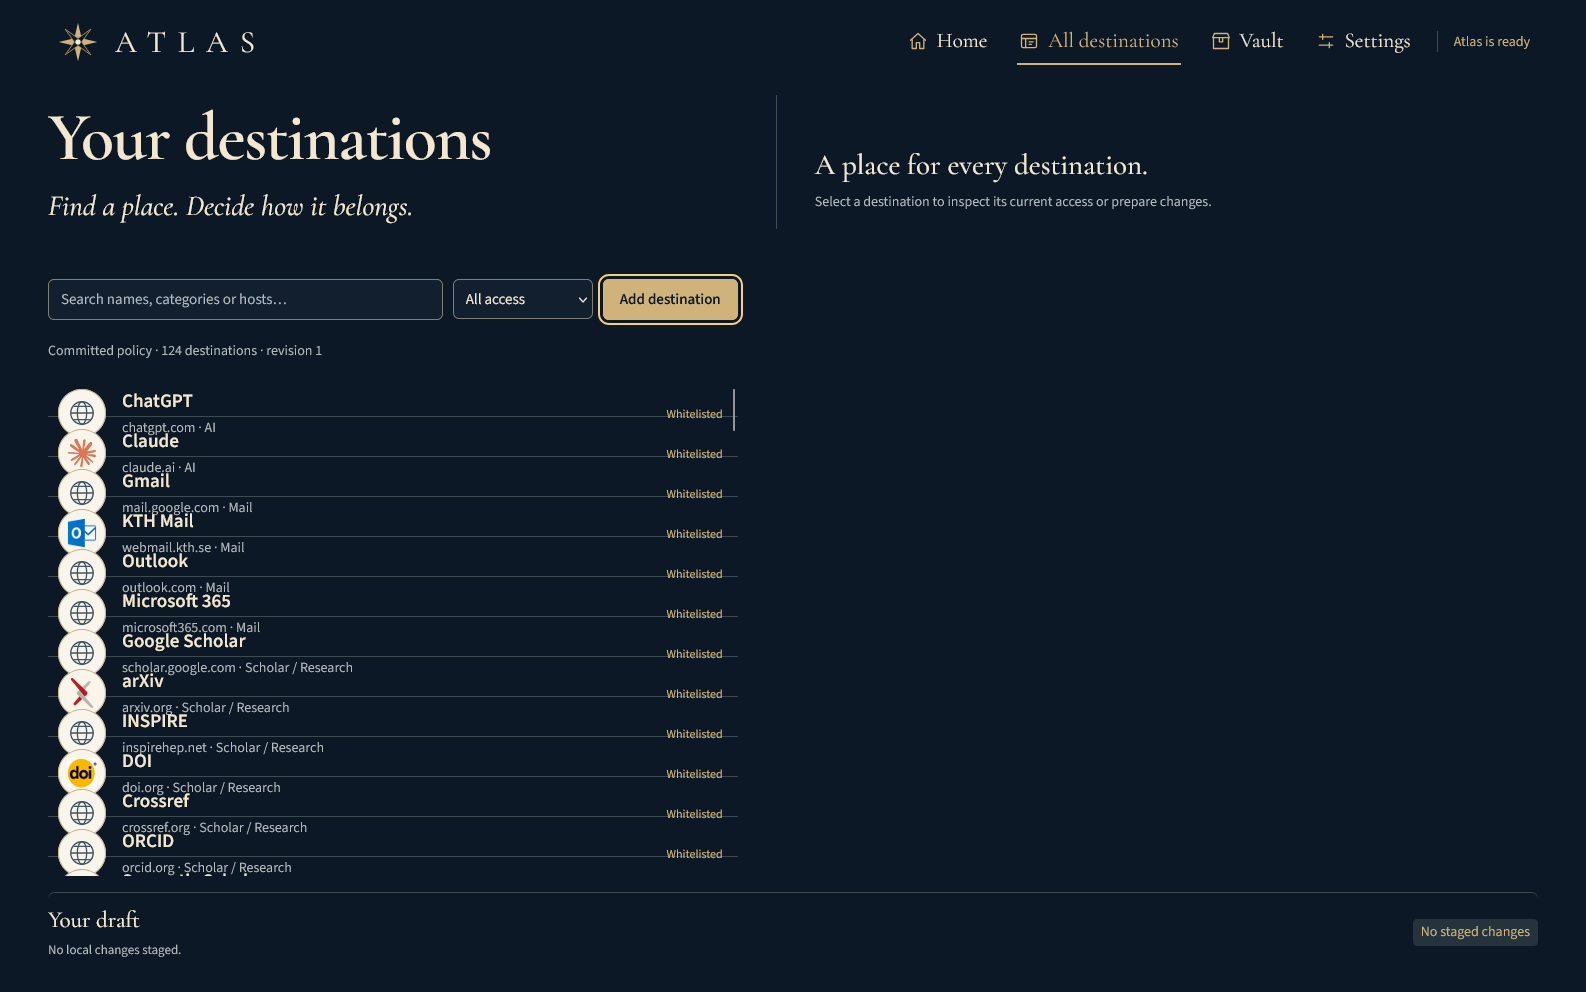 ATLAS
Home
All destinations
Vault
Settings
Atlas is ready
Your destinations
Find a place. Decide how it belongs.
A place for every destination.
Select a destination to inspect its current access or prepare changes.
Search names, categories or hosts…
All access
Add destination
Committed policy · 124 destinations · revision 1
ChatGPT
chatgpt.com · AI
Whitelisted
Claude
claude.ai · AI
Whitelisted
Gmail
mail.google.com · Mail
Whitelisted
KTH Mail
webmail.kth.se · Mail
Whitelisted
Outlook
outlook.com · Mail
Whitelisted
Microsoft 365
microsoft365.com · Mail
Whitelisted
Google Scholar
scholar.google.com · Scholar / Research
Whitelisted
arXiv
arxiv.org · Scholar / Research
Whitelisted
INSPIRE
inspirehep.net · Scholar / Research
Whitelisted
doi
DOI
doi.org · Scholar / Research
Whitelisted
Crossref
crossref.org · Scholar / Research
Whitelisted
ORCID
orcid.org · Scholar / Research
Whitelisted
Your draft
No local changes staged.
No staged changes